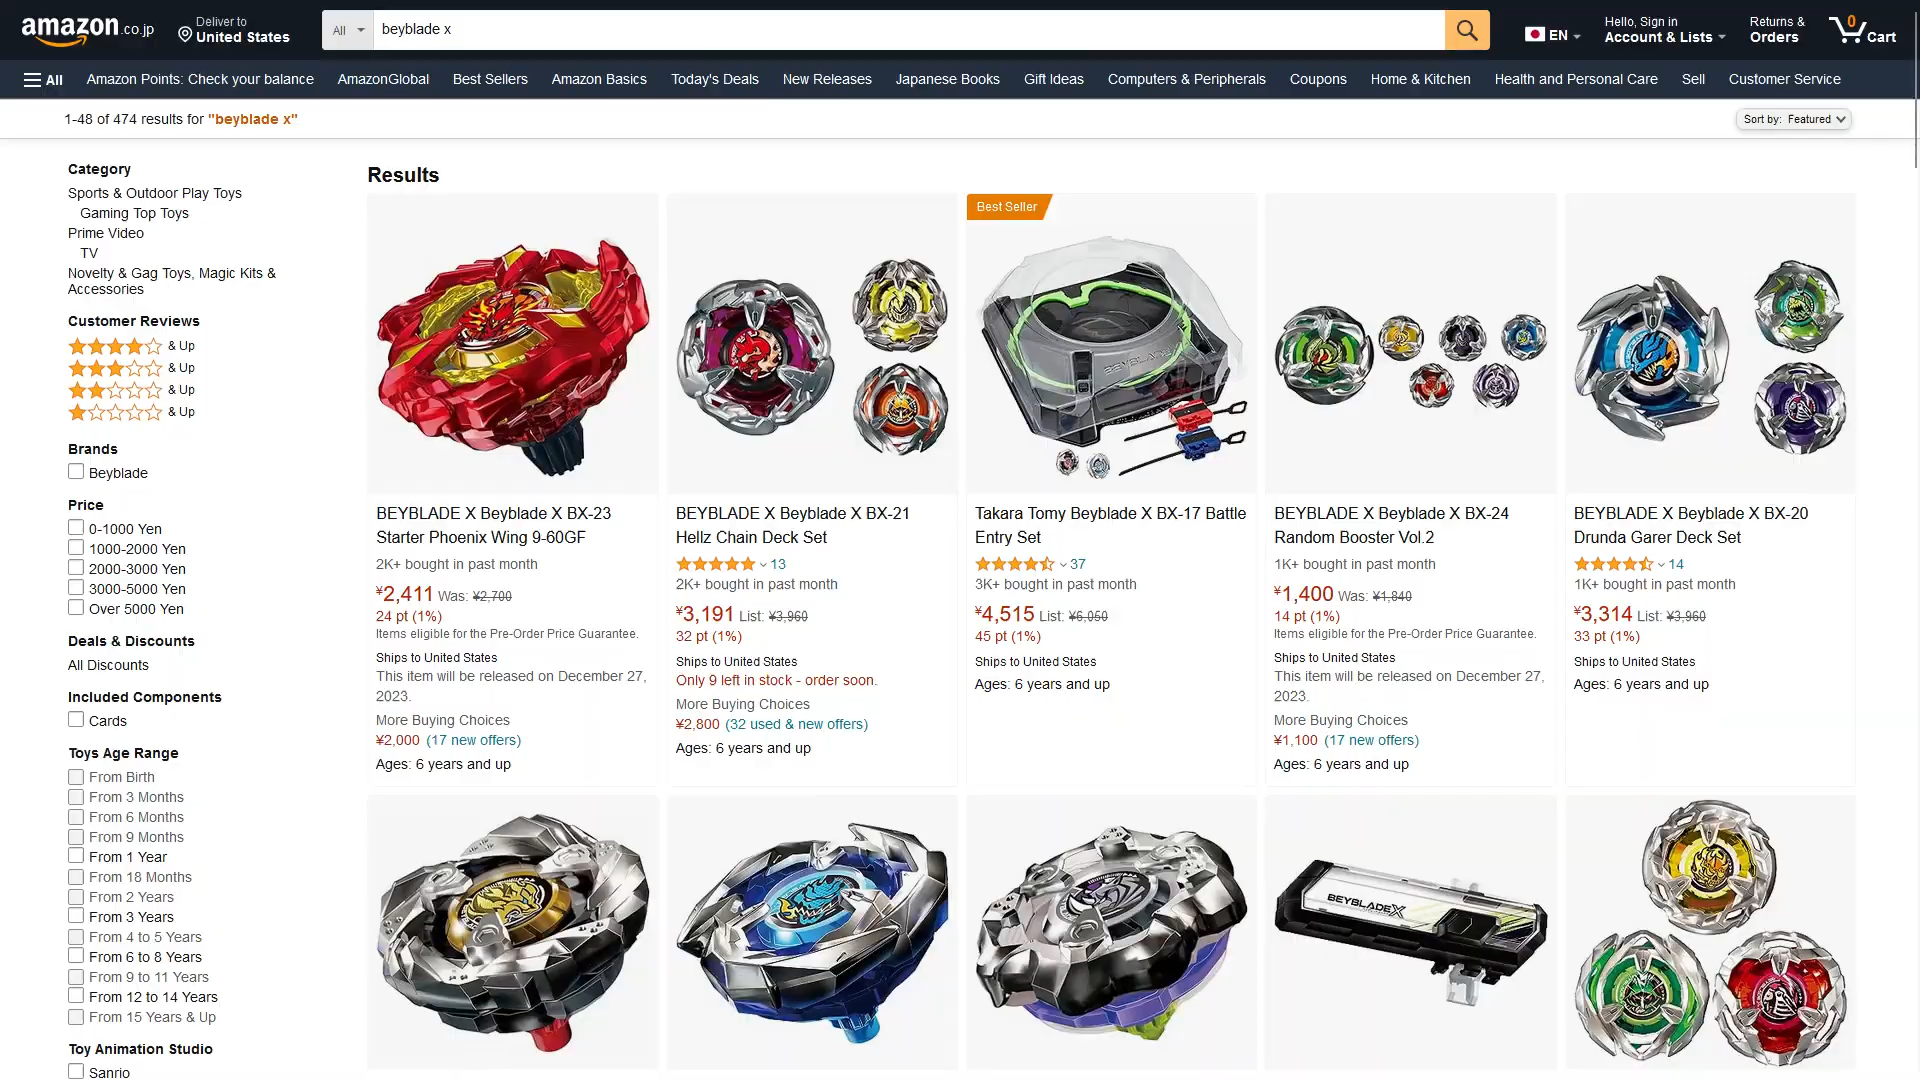 amazon.co.jp
Deliver to
United States
All
beyblade x
EN
Hello, Sign in
Account & Lists
Returns &
Orders
0
Cart
All
Amazon Points: Check your balance
AmazonGlobal
Best Sellers
Amazon Basics
Today's Deals
New Releases
Japanese Books
Gift Ideas
Computers & Peripherals
Coupons
Home & Kitchen
Health and Personal Care
Sell
Customer Service
1-48 of 474 results for "beyblade x"
Sort by: Featured
Category
Sports & Outdoor Play Toys
Gaming Top Toys
Prime Video
TV
Novelty & Gag Toys, Magic Kits &
Accessories
Customer Reviews
& Up
& Up
& Up
& Up
Brands
Beyblade
Price
0-1000 Yen
1000-2000 Yen
2000-3000 Yen
3000-5000 Yen
Over 5000 Yen
Deals & Discounts
All Discounts
Included Components
Cards
Toys Age Range
From Birth
From 3 Months
From 6 Months
From 9 Months
From 1 Year
From 18 Months
From 2 Years
From 3 Years
From 4 to 5 Years
From 6 to 8 Years
From 9 to 11 Years
From 12 to 14 Years
From 15 Years & Up
Toy Animation Studio
Sanrio
Results
BEYBLADE X Beyblade X BX-23
Starter Phoenix Wing 9-60GF
2K+ bought in past month
¥2,411 Was: ¥2,700
24 pt (1%)
Items eligible for the Pre-Order Price Guarantee.
Ships to United States
This item will be released on December 27,
2023.
More Buying Choices
¥2,000 (17 new offers)
Ages: 6 years and up
BEYBLADE X Beyblade X BX-21
Hellz Chain Deck Set
13
2K+ bought in past month
¥3,191 List: ¥3,960
32 pt (1%)
Ships to United States
Only 9 left in stock - order soon.
More Buying Choices
¥2,800 (32 used & new offers)
Ages: 6 years and up
Best Seller
BEYBLADE
Takara Tomy Beyblade X BX-17 Battle
Entry Set
37
3K+ bought in past month
¥4,515 List: ¥6,050
45 pt (1%)
Ships to United States
Ages: 6 years and up
BEYBLADE X Beyblade X BX-24
Random Booster Vol.2
1K+ bought in past month
¥1,400 Was: ¥1,840
14 pt (1%)
Items eligible for the Pre-Order Price Guarantee.
Ships to United States
This item will be released on December 27,
2023.
More Buying Choices
¥1,100 (17 new offers)
Ages: 6 years and up
BEYBLADE X Beyblade X BX-20
Drunda Garer Deck Set
14
1K+ bought in past month
¥3,314 List: ¥3,960
33 pt (1%)
Ships to United States
Ages: 6 years and up
BEYBLADE X